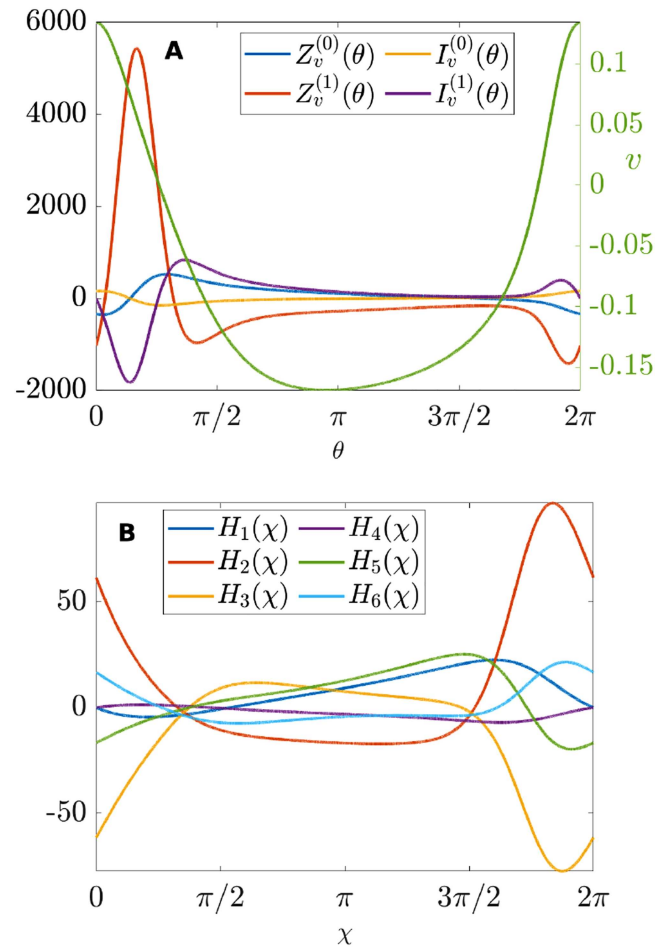 6000
4000
2000
0
-2000
A
Z_v^{(0)}(θ) I_v^{(0)}(θ)
Z_v^{(1)}(θ) I_v^{(1)}(θ)
0.1
0.05
0
-0.05
-0.1
-0.15
v
0 π/2 π 3π/2 2π
θ
B
H_1(χ) H_4(χ)
H_2(χ) H_5(χ)
H_3(χ) H_6(χ)
50
0
-50
0 π/2 π 3π/2 2π
χ